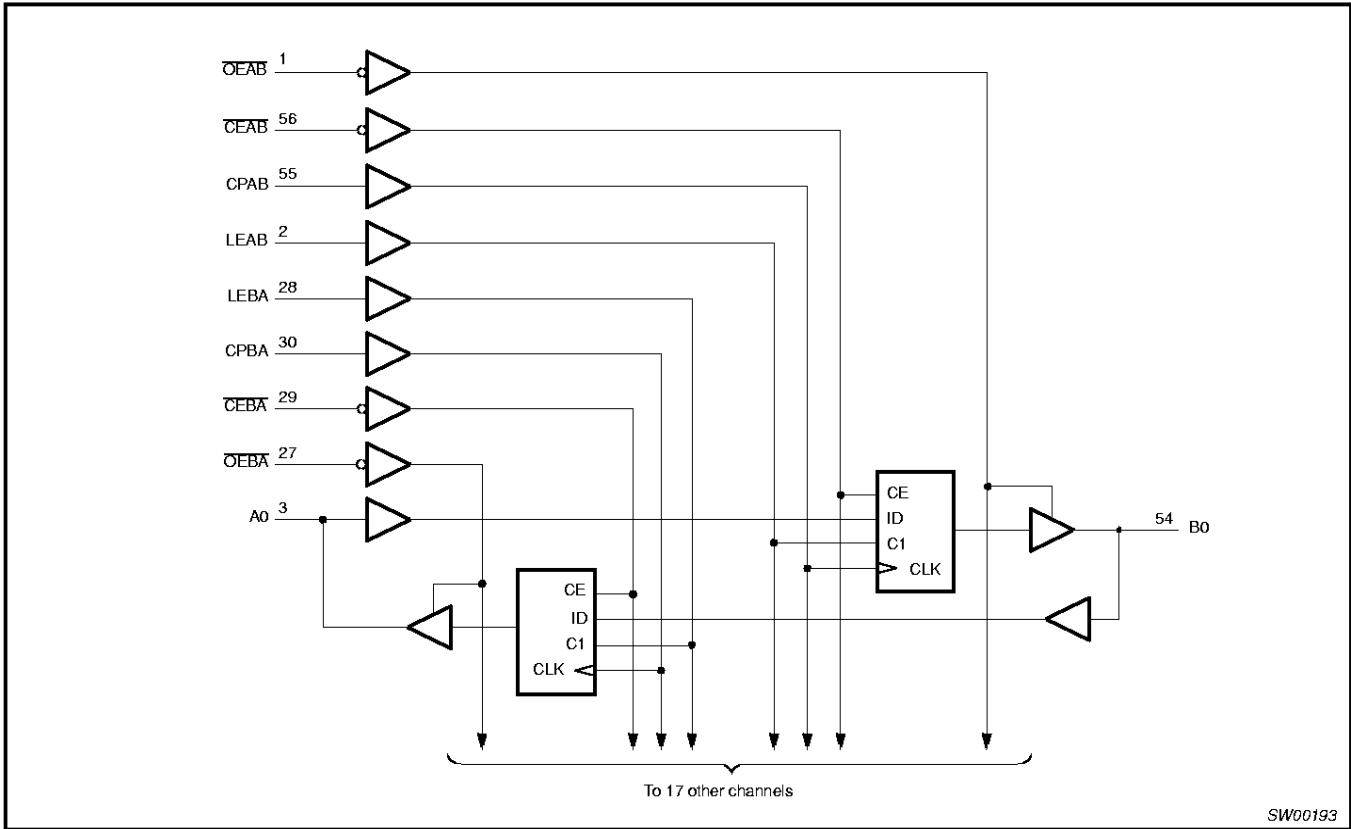 OEAB 1
CEAB 56
CPAB 55
LEAB 2
LEBA 28
CPBA 30
CEBA 29
OEBA 27
A0 3
CE
ID
C1
CLK
54 B0
CE
ID
C1
CLK
To 17 other channels
SW00193